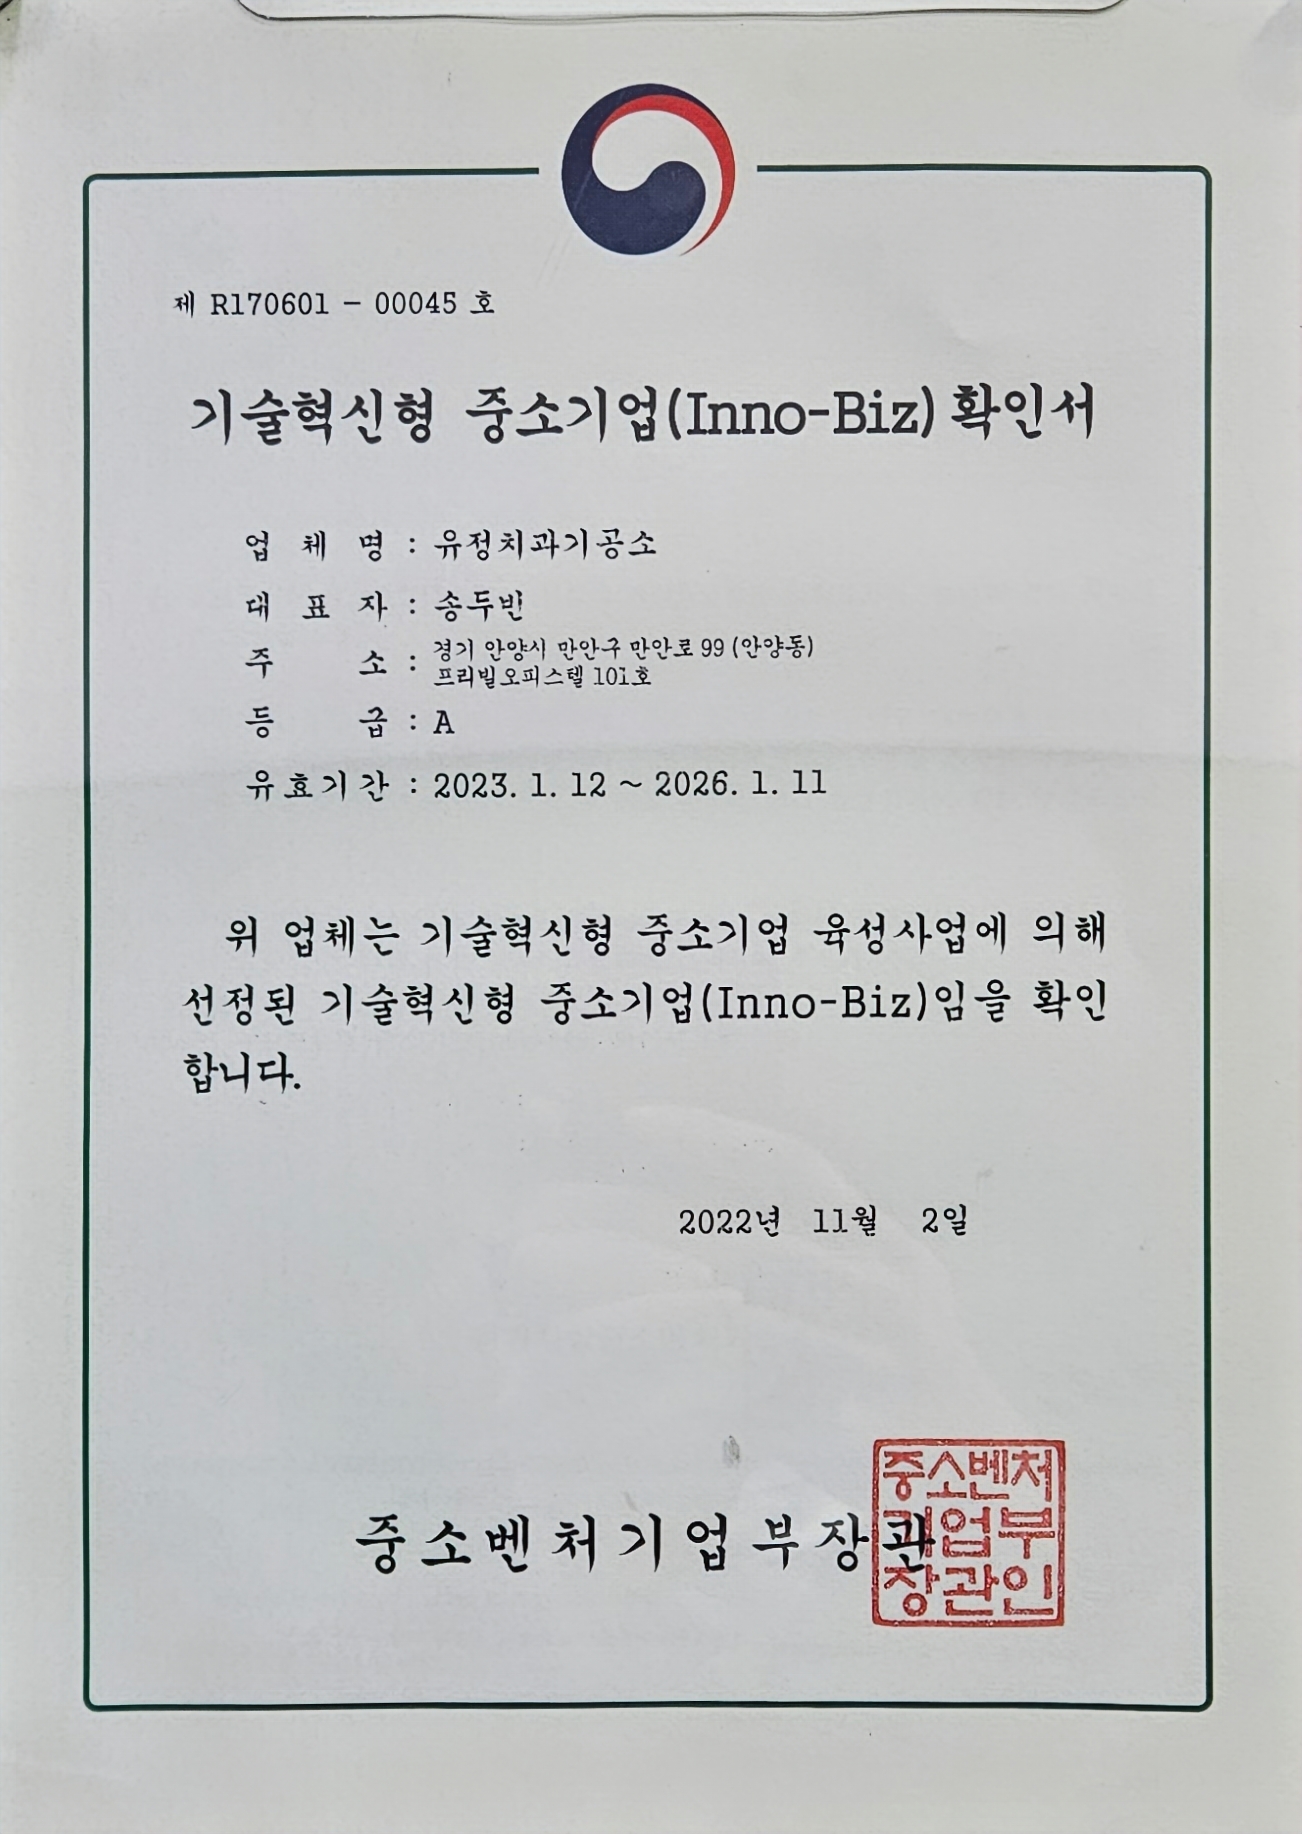 제 R170601 - 00045 호
기술혁신형 중소기업(Inno-Biz) 확인서
업 체 명 : 유정치과기공소
대 표 자 : 송두빈
주 소 : 경기 안양시 만안구 만안로 99 (안양동)
프리빌오피스텔 101호
등 급 : A
유효기간 : 2023. 1. 12 ~ 2026. 1. 11
위 업체는 기술혁신형 중소기업 육성사업에 의해
선정된 기술혁신형 중소기업(Inno-Biz)임을 확인
합니다.
2022년 11월 2일
중소벤처기업부장관
중소벤처
기업부
장관인